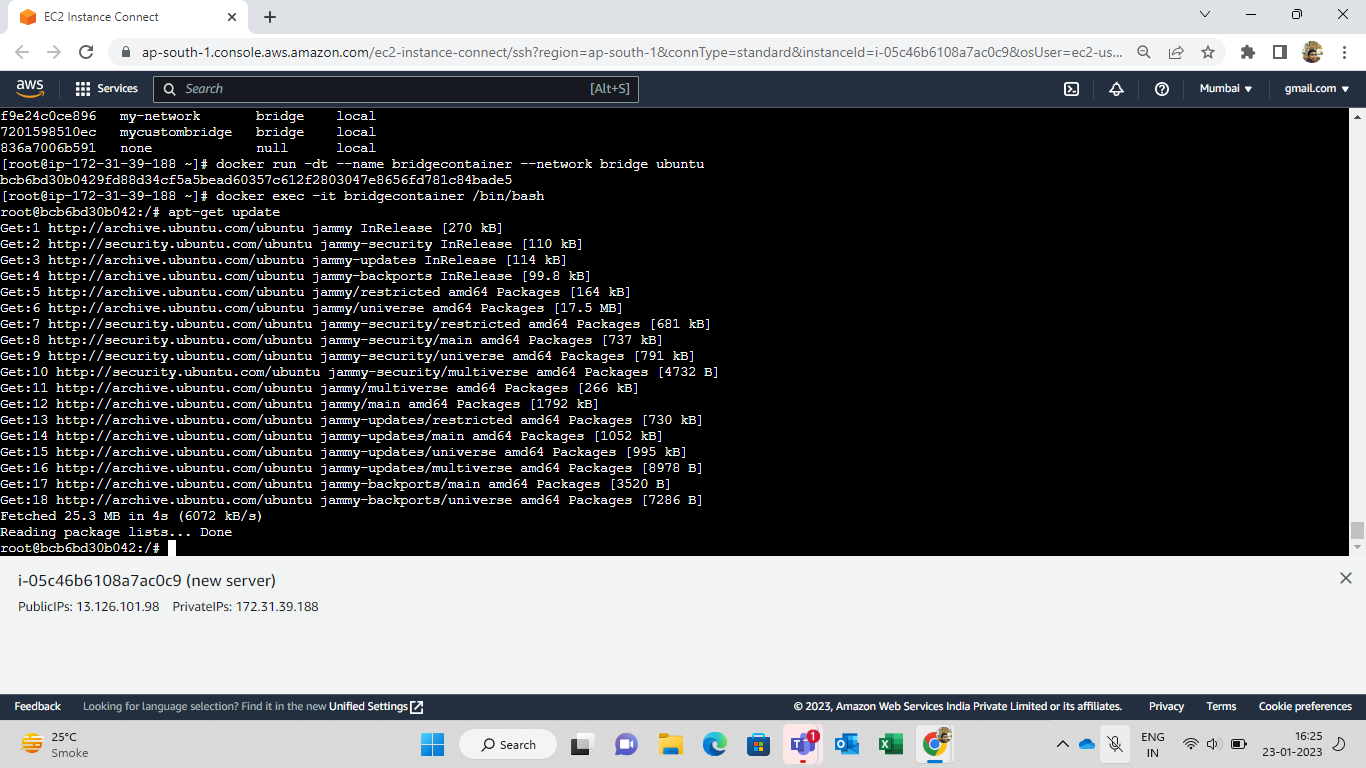 EC2 Instance Connect
ap-south-1.console.aws.amazon.com/ec2-instance-connect/ssh?region=ap-south-1&connType=standard&instanceId=i-05c46b6108a7ac0c9&osUser=ec2-us...
aws Services Search [Alt+S] Mumbai gmail.com
f9e24c0ce896 my-network bridge local
7201598510ec mycustombridge bridge local
836a7006b591 none null local
[root@ip-172-31-39-188 ~]# docker run -dt --name bridgecontainer --network bridge ubuntu
bcb6bd30b0429fd88d34cf5a5bead60357c612f2803047e8656fd781c84bade5
[root@ip-172-31-39-188 ~]# docker exec -it bridgecontainer /bin/bash
root@bcb6bd30b042:/# apt-get update
Get:1 http://archive.ubuntu.com/ubuntu jammy InRelease [270 kB]
Get:2 http://security.ubuntu.com/ubuntu jammy-security InRelease [110 kB]
Get:3 http://archive.ubuntu.com/ubuntu jammy-updates InRelease [114 kB]
Get:4 http://archive.ubuntu.com/ubuntu jammy-backports InRelease [99.8 kB]
Get:5 http://archive.ubuntu.com/ubuntu jammy/restricted amd64 Packages [164 kB]
Get:6 http://archive.ubuntu.com/ubuntu jammy/universe amd64 Packages [17.5 MB]
Get:7 http://security.ubuntu.com/ubuntu jammy-security/restricted amd64 Packages [681 kB]
Get:8 http://security.ubuntu.com/ubuntu jammy-security/main amd64 Packages [737 kB]
Get:9 http://security.ubuntu.com/ubuntu jammy-security/universe amd64 Packages [791 kB]
Get:10 http://security.ubuntu.com/ubuntu jammy-security/multiverse amd64 Packages [4732 B]
Get:11 http://archive.ubuntu.com/ubuntu jammy/multiverse amd64 Packages [266 kB]
Get:12 http://archive.ubuntu.com/ubuntu jammy/main amd64 Packages [1792 kB]
Get:13 http://archive.ubuntu.com/ubuntu jammy-updates/restricted amd64 Packages [730 kB]
Get:14 http://archive.ubuntu.com/ubuntu jammy-updates/main amd64 Packages [1052 kB]
Get:15 http://archive.ubuntu.com/ubuntu jammy-updates/universe amd64 Packages [995 kB]
Get:16 http://archive.ubuntu.com/ubuntu jammy-updates/multiverse amd64 Packages [8978 B]
Get:17 http://archive.ubuntu.com/ubuntu jammy-backports/main amd64 Packages [3520 B]
Get:18 http://archive.ubuntu.com/ubuntu jammy-backports/universe amd64 Packages [7286 B]
Fetched 25.3 MB in 4s (6072 kB/s)
Reading package lists... Done
root@bcb6bd30b042:/#
i-05c46b6108a7ac0c9 (new server)
PublicIPs: 13.126.101.98 PrivateIPs: 172.31.39.188
Feedback Looking for language selection? Find it in the new Unified Settings © 2023, Amazon Web Services India Private Limited or its affiliates. Privacy Terms Cookie preferences
25°C
Smoke
Search
1
ENG
IN
16:25
23-01-2023